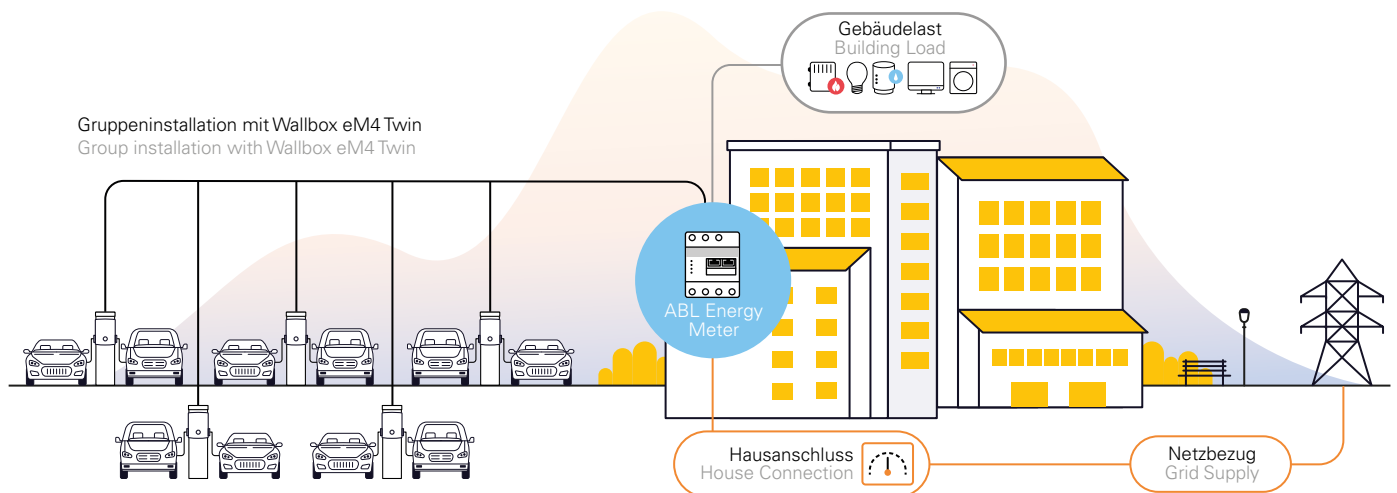 Gebäudelast
Building Load
Gruppeninstallation mit Wallbox eM4 Twin
Group installation with Wallbox eM4 Twin
ABL Energy
Meter
Hausanschluss
House Connection
Netzbezug
Grid Supply